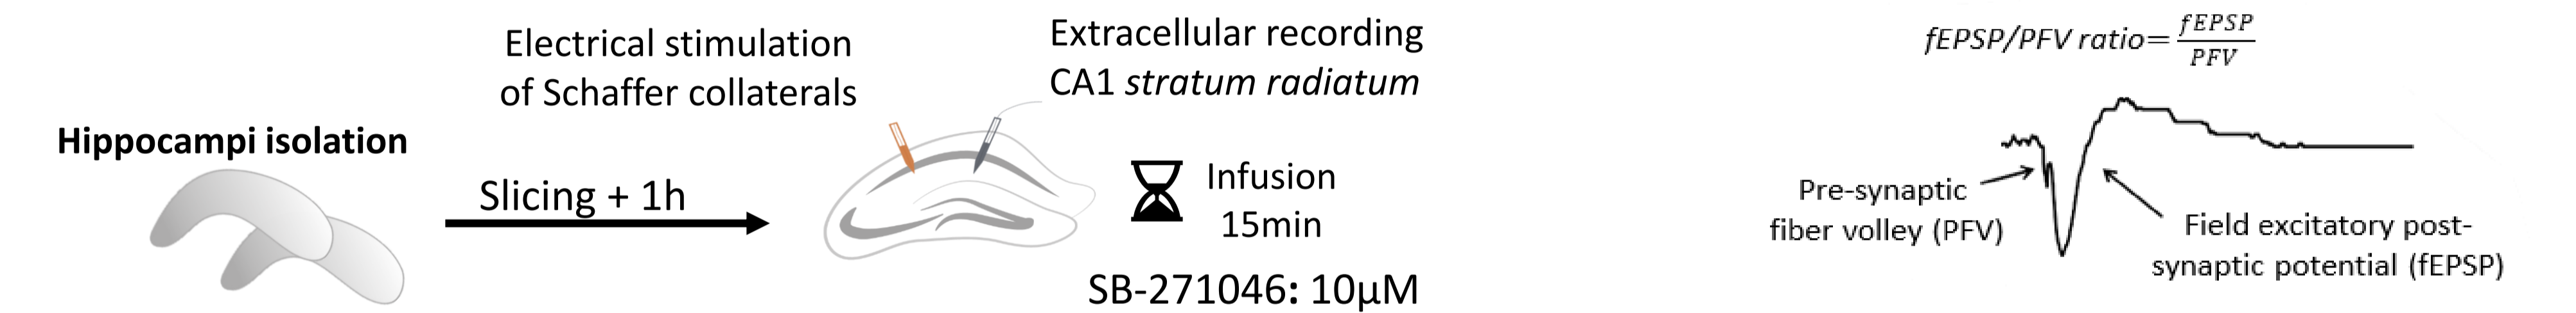 Hippocampi isolation
Slicing + 1h
Electrical stimulation
of Schaffer collaterals
Extracellular recording
CA1 stratum radiatum
Infusion
15min
SB-271046: 10µM
fEPSP/PFV ratio= fEPSP
PFV
Pre-synaptic
fiber volley (PFV)
Field excitatory post-
synaptic potential (fEPSP)